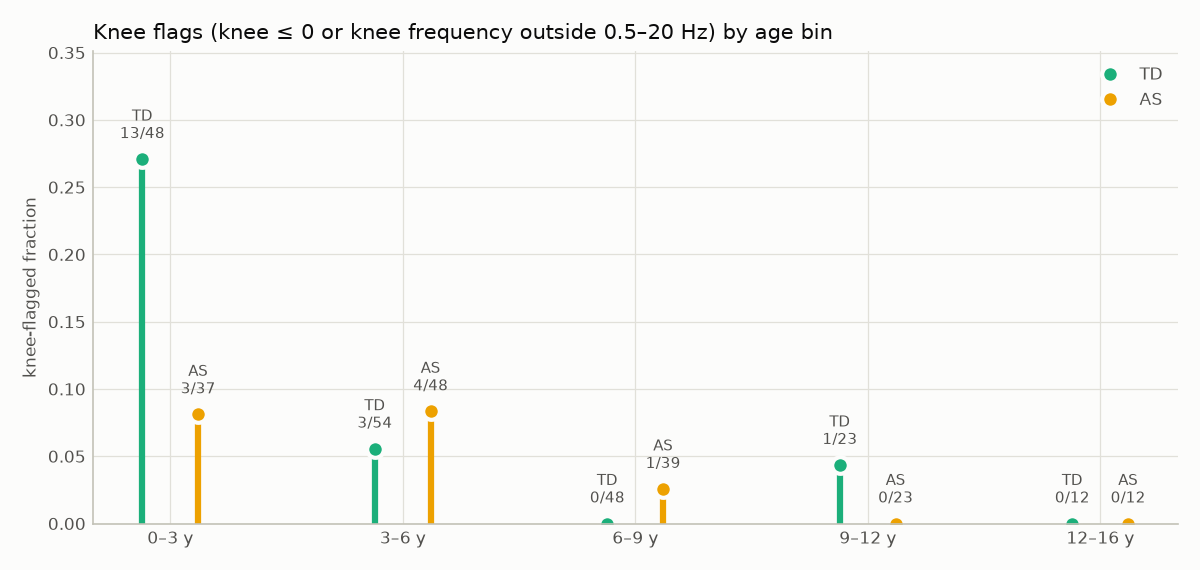 Knee flags (knee ≤ 0 or knee frequency outside 0.5–20 Hz) by age bin
knee-flagged fraction
0.35
0.30
0.25
0.20
0.15
0.10
0.05
0.00
TD
AS
TD
13/48
AS
3/37
TD
3/54
AS
4/48
TD
0/48
AS
1/39
TD
1/23
AS
0/23
TD
0/12
AS
0/12
0–3 y
3–6 y
6–9 y
9–12 y
12–16 y